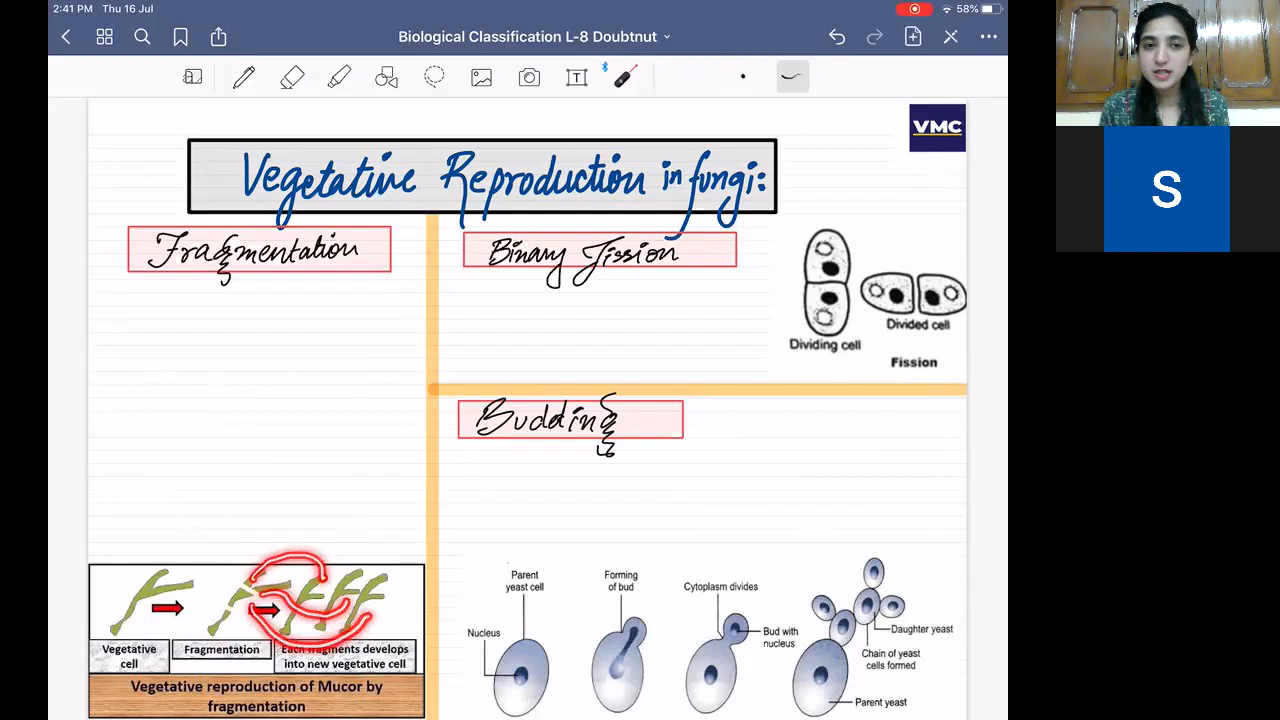 2:41 PM Thu 16 Jul
58%
Biological Classification L-8 Doubtnut
T
VMC
Vegetative Reproduction in fungi:
Fragmentation
Binary Fission
Dividing cell
Divided cell
Fission
Budding
S
Vegetative
cell
Fragmentation
Each fragments develops
into new vegetative cell
Vegetative reproduction of Mucor by
fragmentation
Parent
yeast cell
Nucleus
Forming
of bud
Cytoplasm divides
Bud with
nucleus
Daughter yeast
Chain of yeast
cells formed
Parent yeast